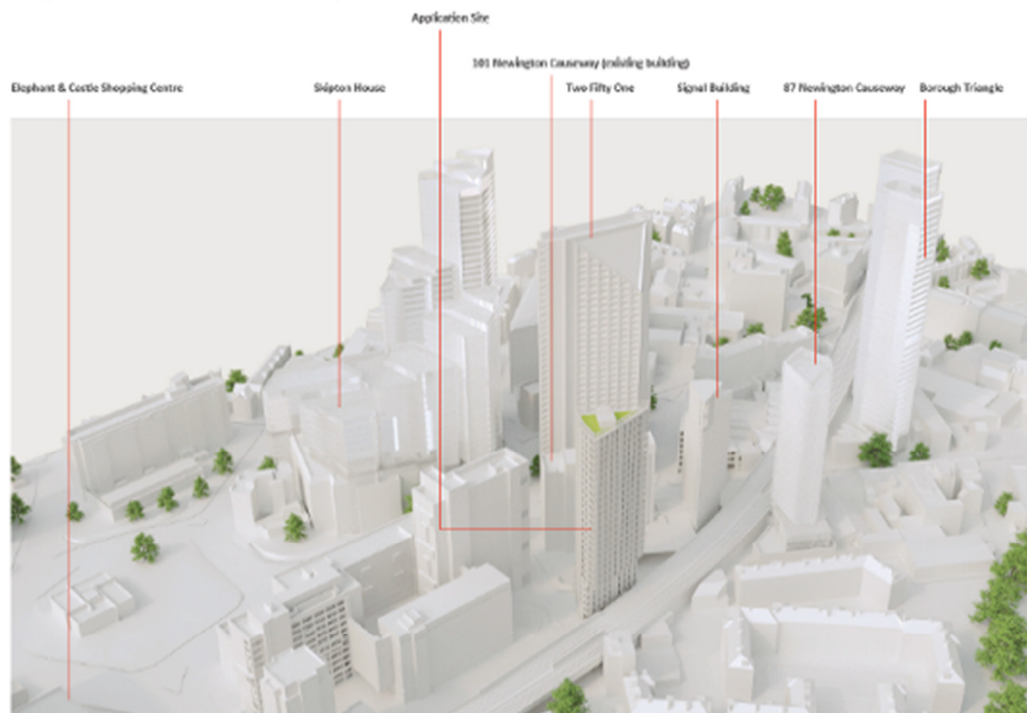 Application Site
101 Newington Causeway (existing building)
Elephant & Castle Shopping Centre
Skipton House
Two Fifty One
Signal Building
87 Newington Causeway
Borough Triangle